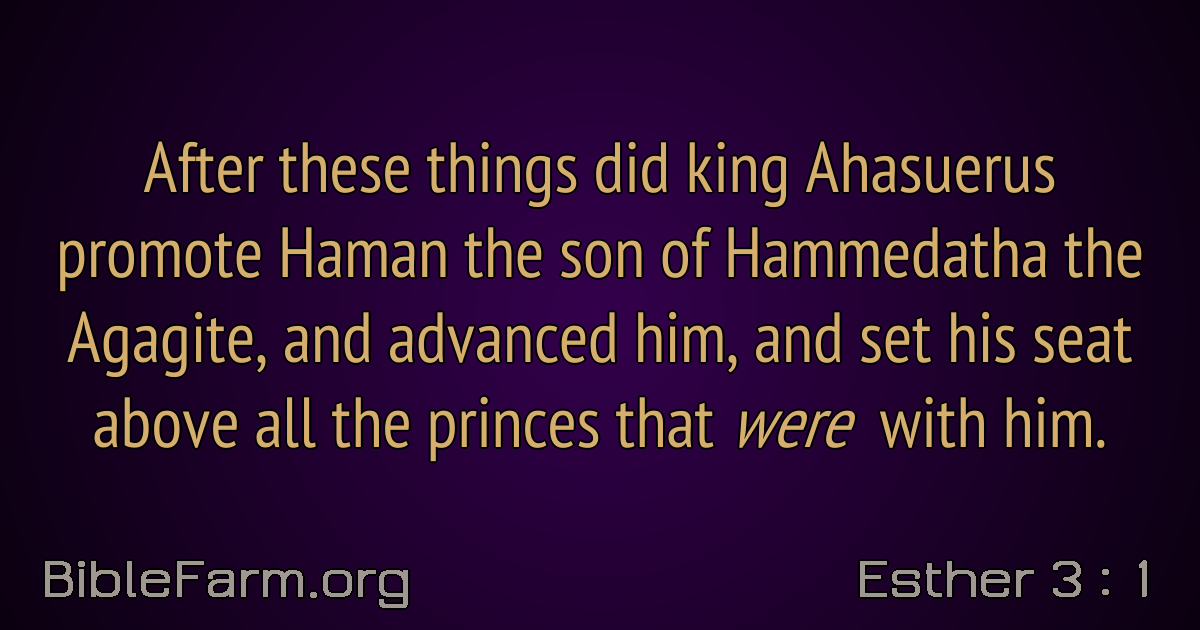 After these things did king Ahasuerus
promote Haman the son of Hammedatha the
Agagite, and advanced him, and set his seat
above all the princes that were with him.
BibleFarm.org
Esther 3 : 1